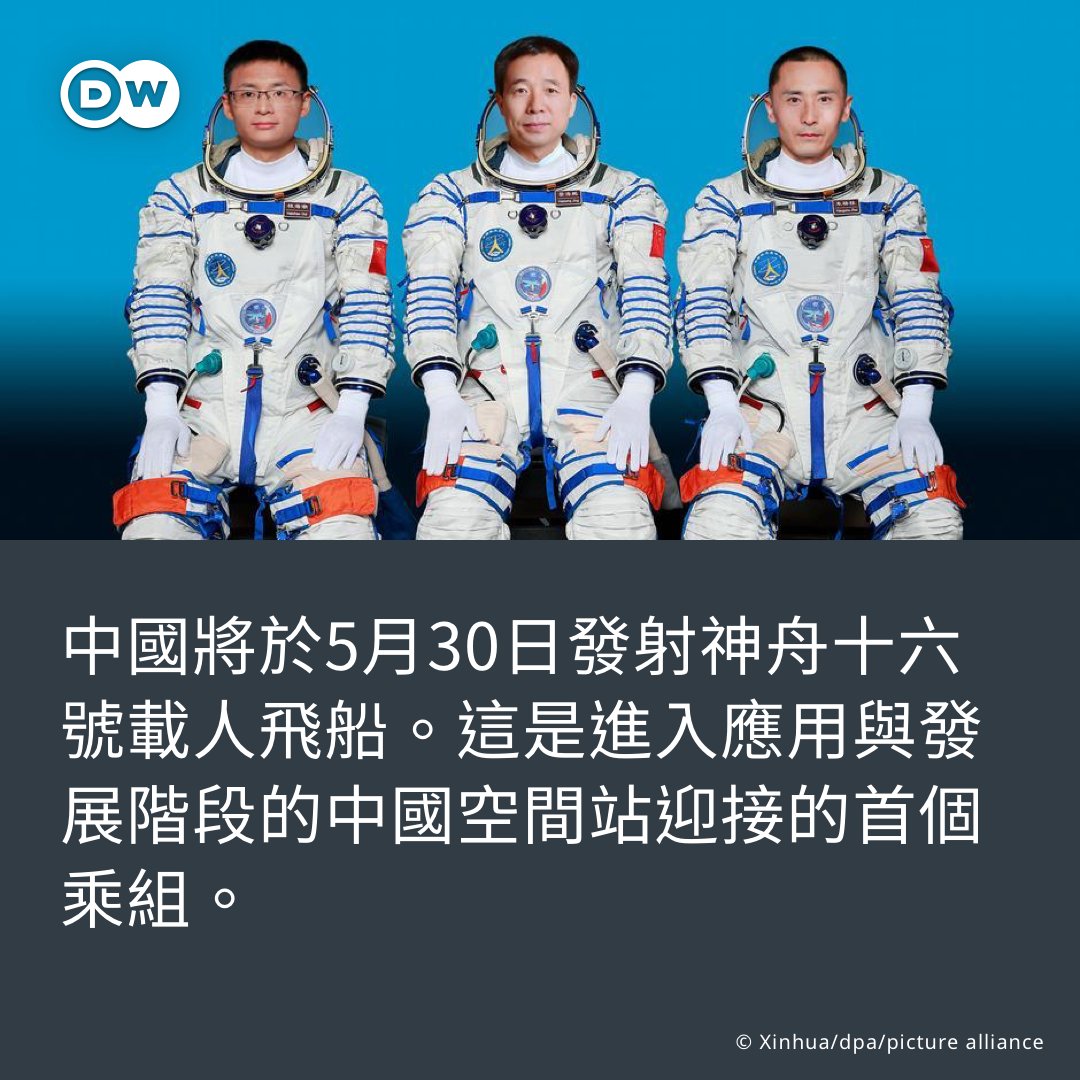 DW
中國將於5月30日發射神舟十六
號載人飛船。這是進入應用與發
展階段的中國空間站迎接的首個
乘組。
© Xinhua/dpa/picture alliance